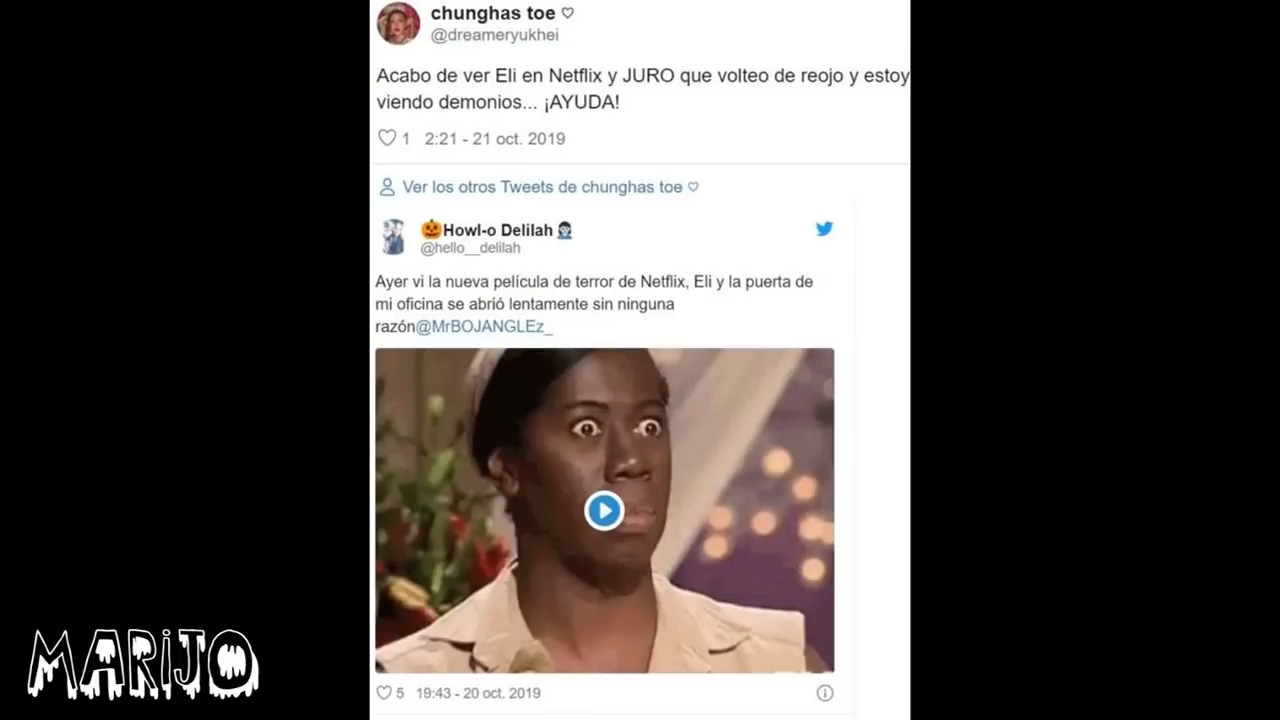 chunghas toe ♡
@dreameryukhei
Acabo de ver Eli en Netflix y JURO que volteo de reojo y estoy
viendo demonios... ¡AYUDA!
1 2:21 - 21 oct. 2019
Ver los otros Tweets de chunghas toe ♡
🎃Howl-o Delilah🧛🏻‍♀️
@hello__delilah
Ayer vi la nueva película de terror de Netflix, Eli y la puerta de
mi oficina se abrió lentamente sin ninguna
razón@MrBOJANGLEz_
5 19:43 - 20 oct. 2019
MARiJO